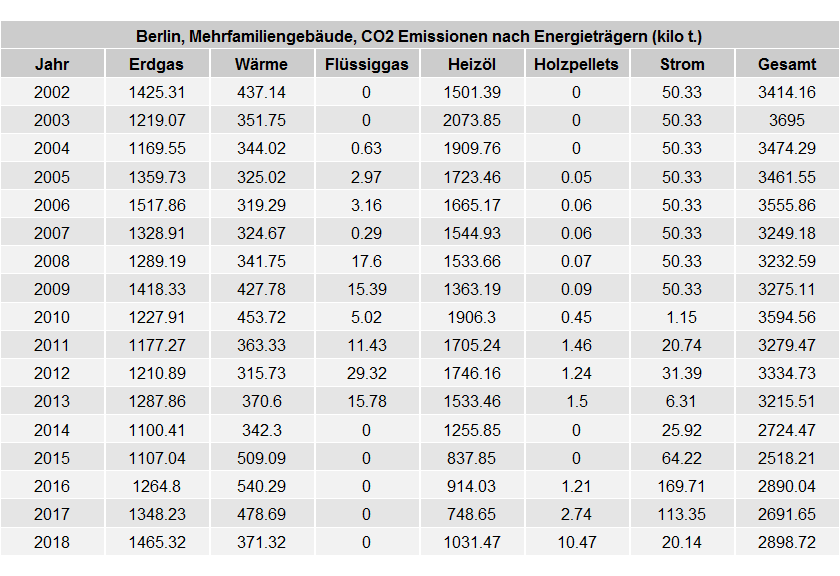 Berlin, Mehrfamiliengebäude, CO2 Emissionen nach Energieträgern (kilo t.)
Jahr Erdgas Wärme Flüssiggas Heizöl Holzpellets Strom Gesamt
2002 1425.31 437.14 0 1501.39 0 50.33 3414.16
2003 1219.07 351.75 0 2073.85 0 50.33 3695
2004 1169.55 344.02 0.63 1909.76 0 50.33 3474.29
2005 1359.73 325.02 2.97 1723.46 0.05 50.33 3461.55
2006 1517.86 319.29 3.16 1665.17 0.06 50.33 3555.86
2007 1328.91 324.67 0.29 1544.93 0.06 50.33 3249.18
2008 1289.19 341.75 17.6 1533.66 0.07 50.33 3232.59
2009 1418.33 427.78 15.39 1363.19 0.09 50.33 3275.11
2010 1227.91 453.72 5.02 1906.3 0.45 1.15 3594.56
2011 1177.27 363.33 11.43 1705.24 1.46 20.74 3279.47
2012 1210.89 315.73 29.32 1746.16 1.24 31.39 3334.73
2013 1287.86 370.6 15.78 1533.46 1.5 6.31 3215.51
2014 1100.41 342.3 0 1255.85 0 25.92 2724.47
2015 1107.04 509.09 0 837.85 0 64.22 2518.21
2016 1264.8 540.29 0 914.03 1.21 169.71 2890.04
2017 1348.23 478.69 0 748.65 2.74 113.35 2691.65
2018 1465.32 371.32 0 1031.47 10.47 20.14 2898.72